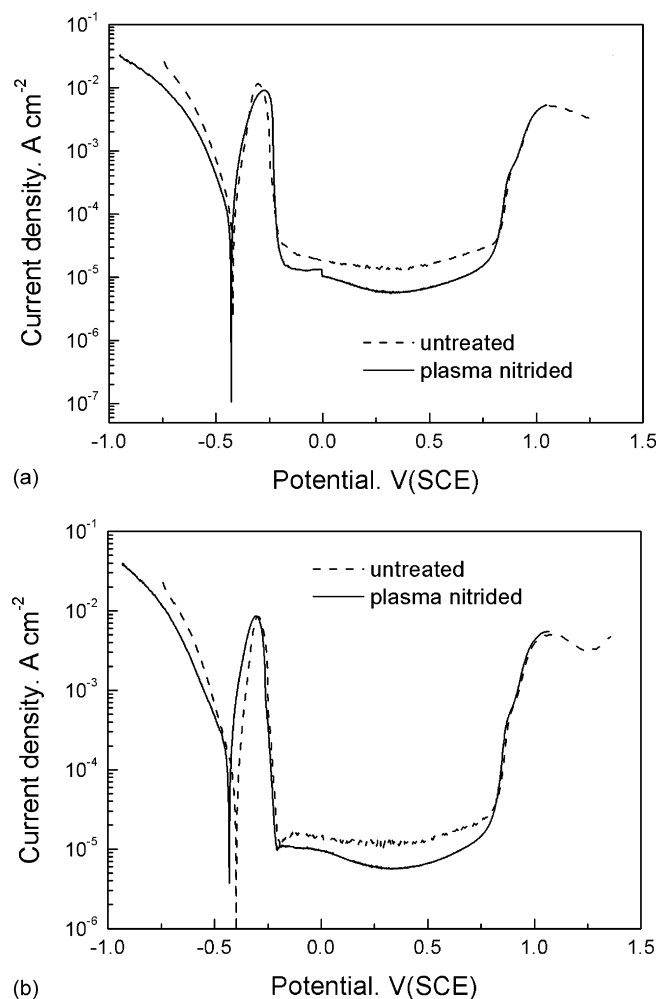 10⁻¹
10⁻²
10⁻³
10⁻⁴
10⁻⁵
10⁻⁶
10⁻⁷
Current density. A cm⁻²
untreated
plasma nitrided
-1.0 -0.5 0.0 0.5 1.0 1.5
(a) Potential. V(SCE)
10⁻¹
10⁻²
10⁻³
10⁻⁴
10⁻⁵
10⁻⁶
Current density. A cm⁻²
untreated
plasma nitrided
-1.0 -0.5 0.0 0.5 1.0 1.5
(b) Potential. V(SCE)